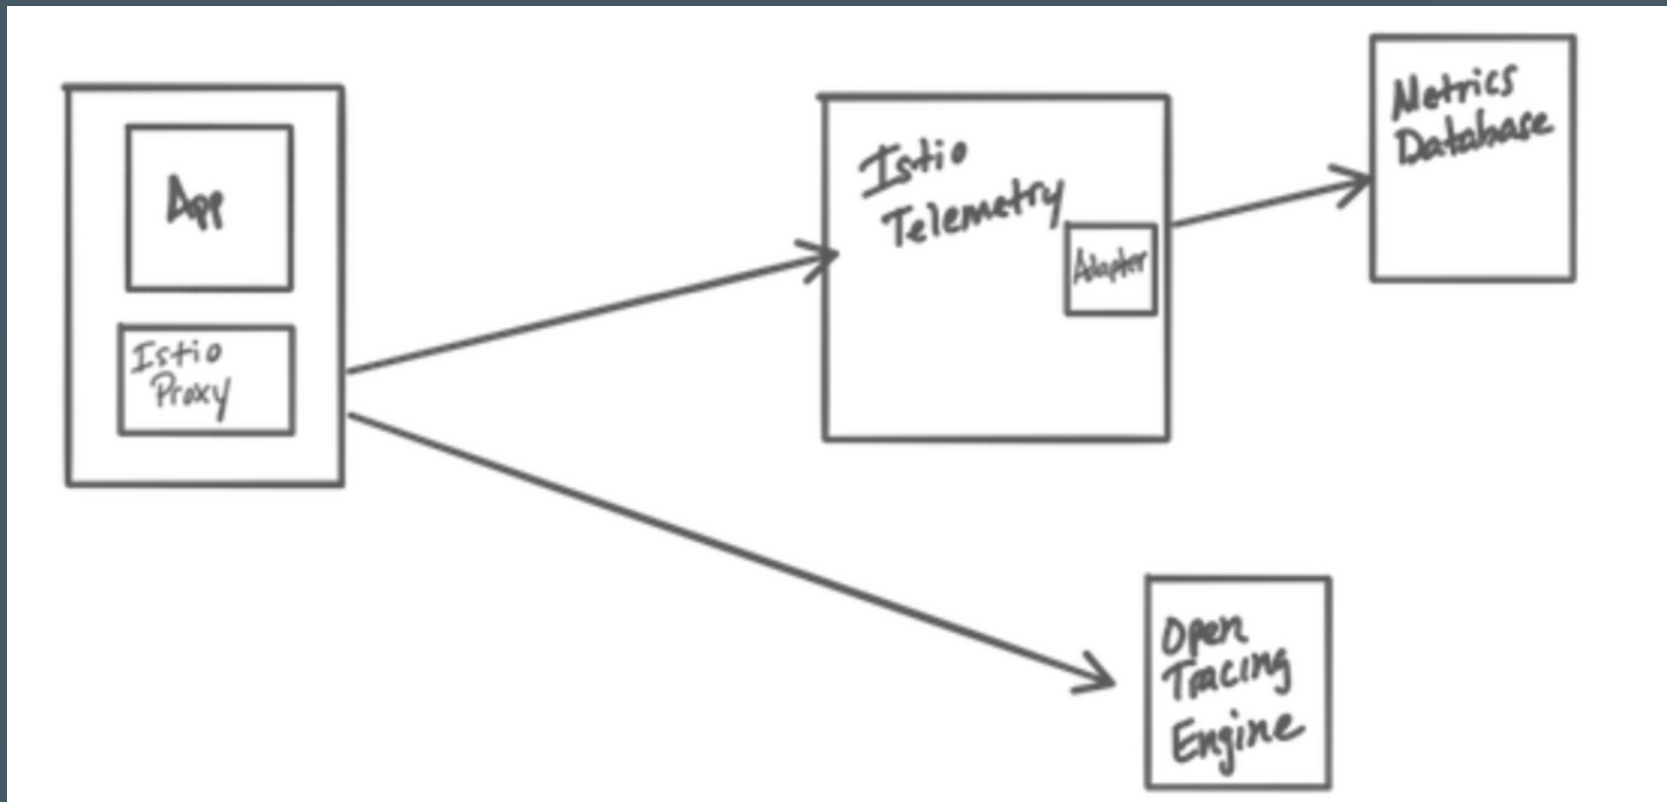 App
Istio
Proxy
Istio
Telemetry
Adapter
Metrics
Database
Open
Tracing
Engine